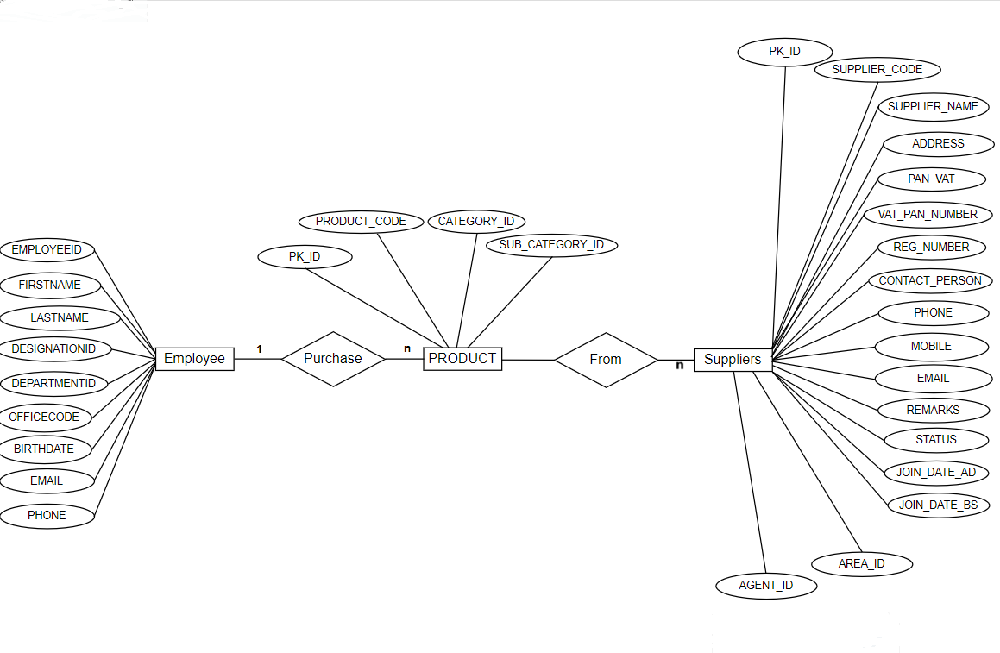 PK_ID
SUPPLIER_CODE
SUPPLIER_NAME
ADDRESS
PAN_VAT
VAT_PAN_NUMBER
REG_NUMBER
CONTACT_PERSON
PHONE
MOBILE
EMAIL
REMARKS
STATUS
JOIN_DATE_AD
JOIN_DATE_BS
AREA_ID
AGENT_ID
PRODUCT_CODE
CATEGORY_ID
SUB_CATEGORY_ID
PK_ID
EMPLOYEEID
FIRSTNAME
LASTNAME
DESIGNATIONID
DEPARTMENTID
OFFICECODE
BIRTHDATE
EMAIL
PHONE
Employee
1
Purchase
n
PRODUCT
From
n
Suppliers